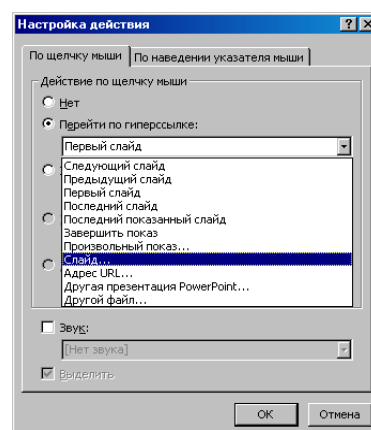 Настройка действия
По щелчку мыши
По наведении указателя мыши
Действие по щелчку мыши
Нет
Перейти по гиперссылке:
Первый слайд
Следующий слайд
Предыдущий слайд
Первый слайд
Последний слайд
Последний показанный слайд
Завершить показ
Произвольный показ...
Слайд...
Адрес URL...
Другая презентация PowerPoint...
Другой файл...
Звук:
[Нет звука]
Выделить
ОК
Отмена